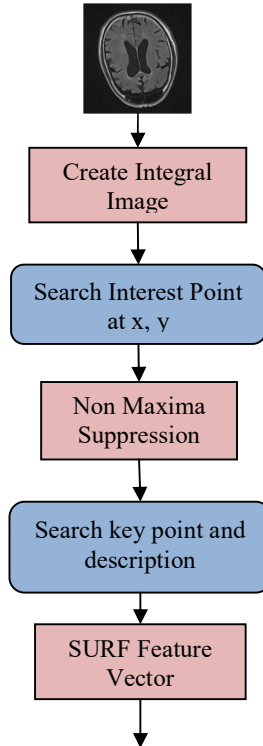 Create Integral
Image
Search Interest Point
at x, y
Non Maxima
Suppression
Search key point and
description
SURF Feature
Vector